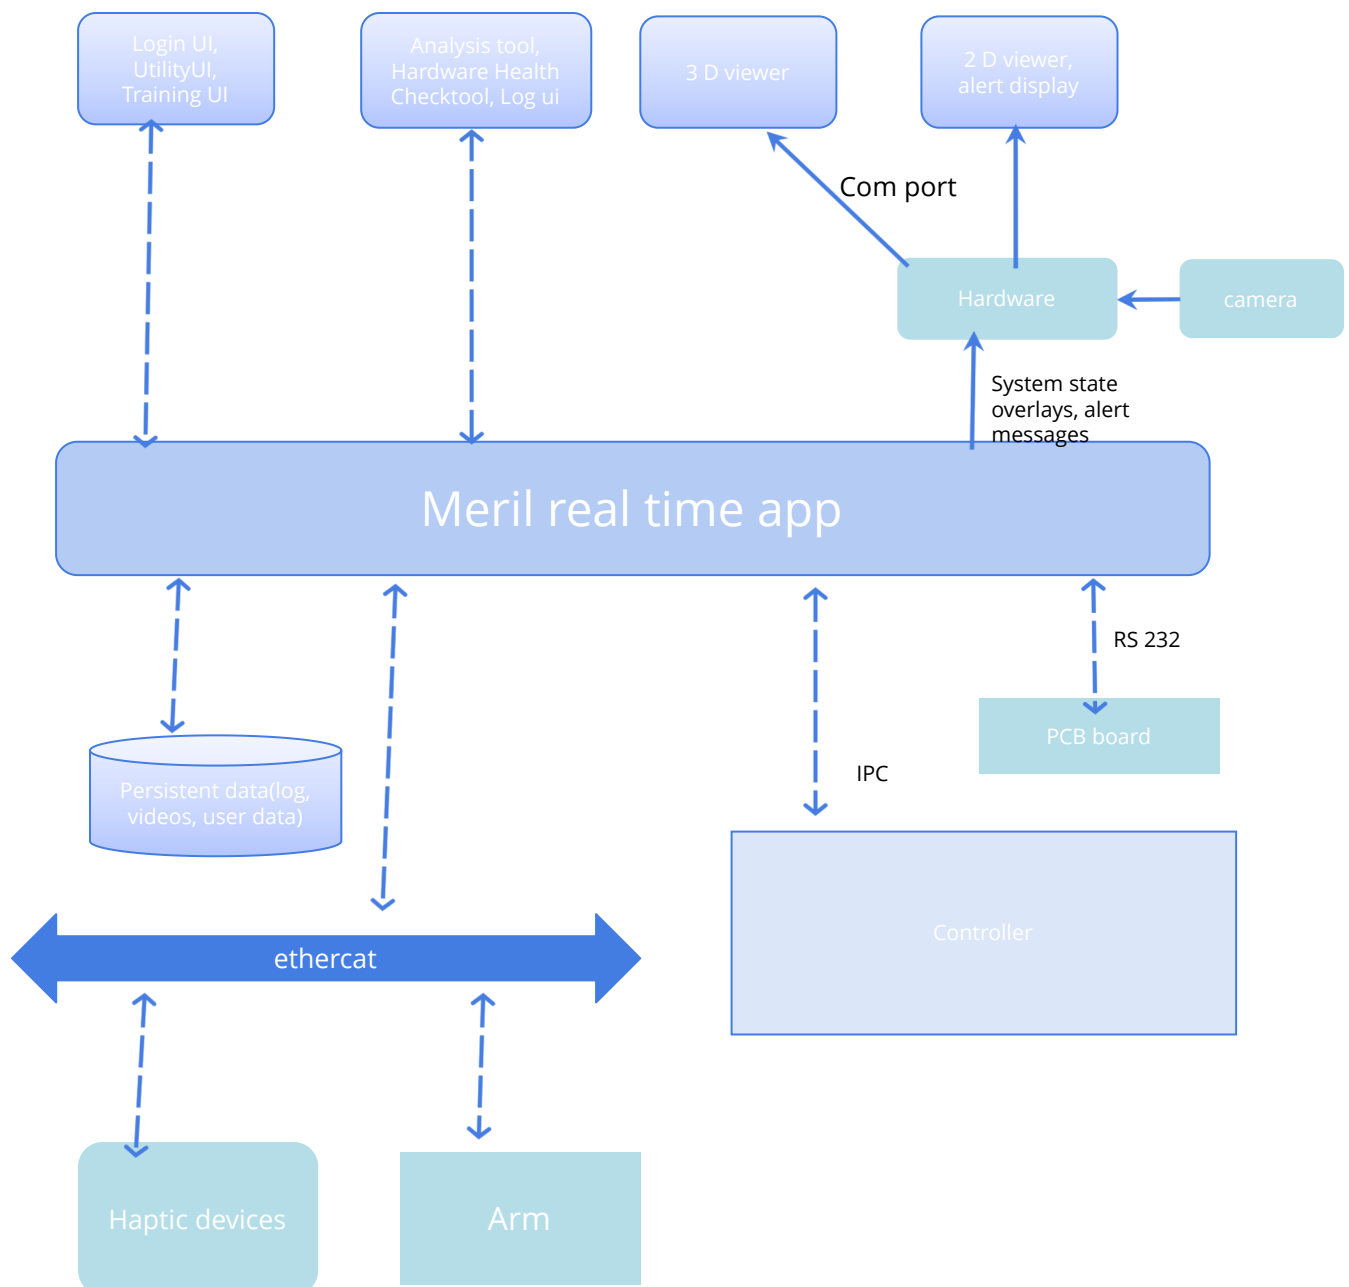 Login UI,
UtilityUI,
Training UI
Analysis tool,
Hardware Health
Checktool, Log ui
3 D viewer
2 D viewer,
alert display
Com port
Hardware
camera
System state
overlays, alert
messages
Meril real time app
RS 232
PCB board
IPC
Persistent data(log,
videos, user data)
Controller
ethercat
Haptic devices
Arm